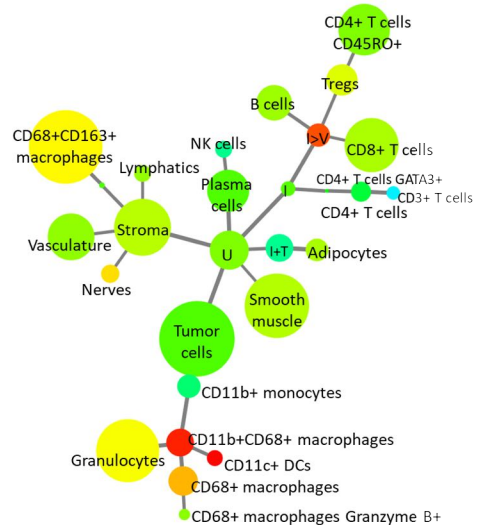 CD4+ T cells
CD45RO+
Tregs
B cells
I>V
CD8+ T cells
NK cells
CD68+CD163+
macrophages
Lymphatics
Plasma
cells
I
CD4+ T cells GATA3+
CD3+ T cells
CD4+ T cells
Stroma
Vasculature
U
I+T
Adipocytes
Nerves
Smooth
muscle
Tumor
cells
CD11b+ monocytes
CD11b+CD68+ macrophages
Granulocytes
CD11c+ DCs
CD68+ macrophages
CD68+ macrophages Granzyme B+